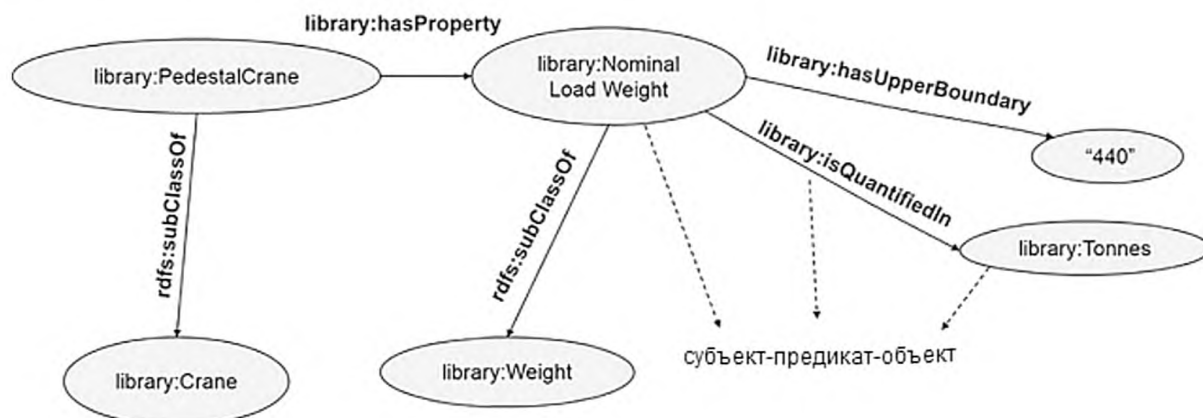 library:hasProperty
library:PedestalCrane
library:Nominal
Load Weight
library:hasUpperBoundary
“440”
library:isQuantifiedIn
library:Tonnes
rdfs:subClassOf
rdfs:subClassOf
субъект-предикат-объект
library:Crane
library:Weight